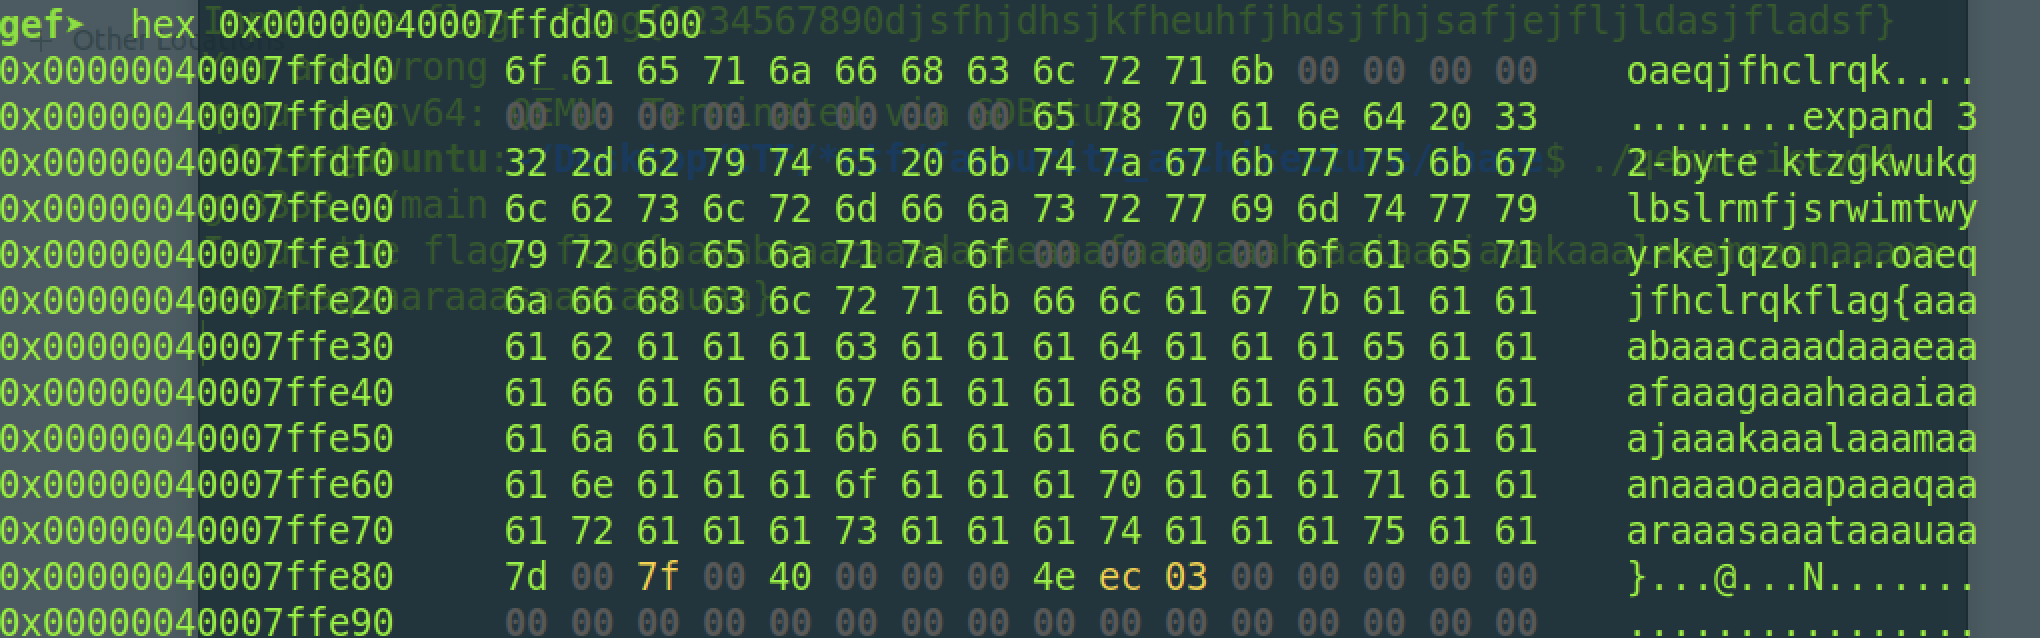 gef➤  hex 0x00000040007ffdd0 500
0x00000040007ffdd0 6f 61 65 71 6a 66 68 63 6c 72 71 6b 00 00 00 00 oaeqjfhclrqk....
0x00000040007ffde0 00 00 00 00 00 00 00 00 65 78 70 61 6e 64 20 33 ........expand 3
0x00000040007ffdf0 32 2d 62 79 74 65 20 6b 74 7a 67 6b 77 75 6b 67 2-byte ktzgkwukg
0x00000040007ffe00 6c 62 73 6c 72 6d 66 6a 73 72 77 69 6d 74 77 79 lbslrmfjsrwimtwy
0x00000040007ffe10 79 72 6b 65 6a 71 7a 6f 00 00 00 00 6f 61 65 71 yrkejqzo....oaeq
0x00000040007ffe20 6a 66 68 63 6c 72 71 6b 66 6c 61 67 7b 61 61 61 jfhclrqkflag{aaa
0x00000040007ffe30 61 62 61 61 61 63 61 61 61 64 61 61 61 65 61 61 abaaacaaadaaaeaa
0x00000040007ffe40 61 66 61 61 61 67 61 61 61 68 61 61 61 69 61 61 afaaagaaahaaaiaa
0x00000040007ffe50 61 6a 61 61 61 6b 61 61 61 6c 61 61 61 6d 61 61 ajaaakaaalaaamaa
0x00000040007ffe60 61 6e 61 61 61 6f 61 61 61 70 61 61 61 71 61 61 anaaaoaaapaaaqaa
0x00000040007ffe70 61 72 61 61 61 73 61 61 61 74 61 61 61 75 61 61 araaasaaataaauaa
0x00000040007ffe80 7d 00 7f 00 40 00 00 00 4e ec 03 00 00 00 00 00 }...@...N.......
0x00000040007ffe90 00 00 00 00 00 00 00 00 00 00 00 00 00 00 00 00 ................